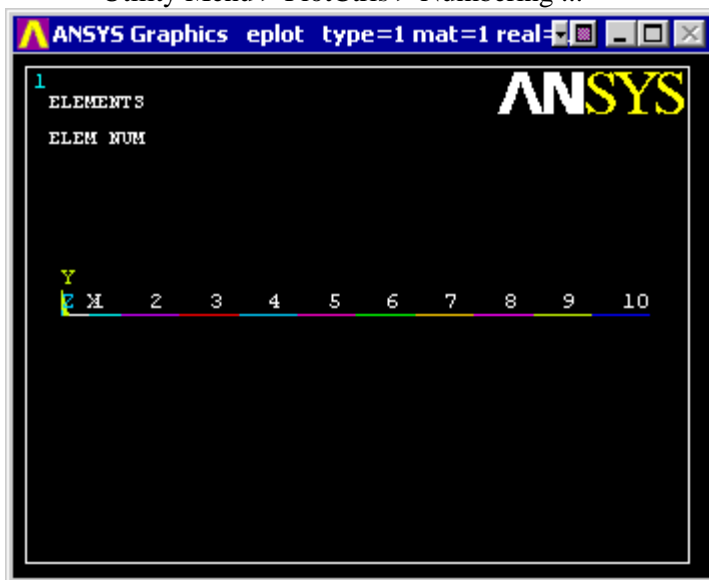 Utility Menu> PlotCtrls> Numbering ...
ANSYS Graphics eplot type=1 mat=1 real=
1
ANSYS
ELEMENTS
ELEM NUM
Y
Z X 2 3 4 5 6 7 8 9 10